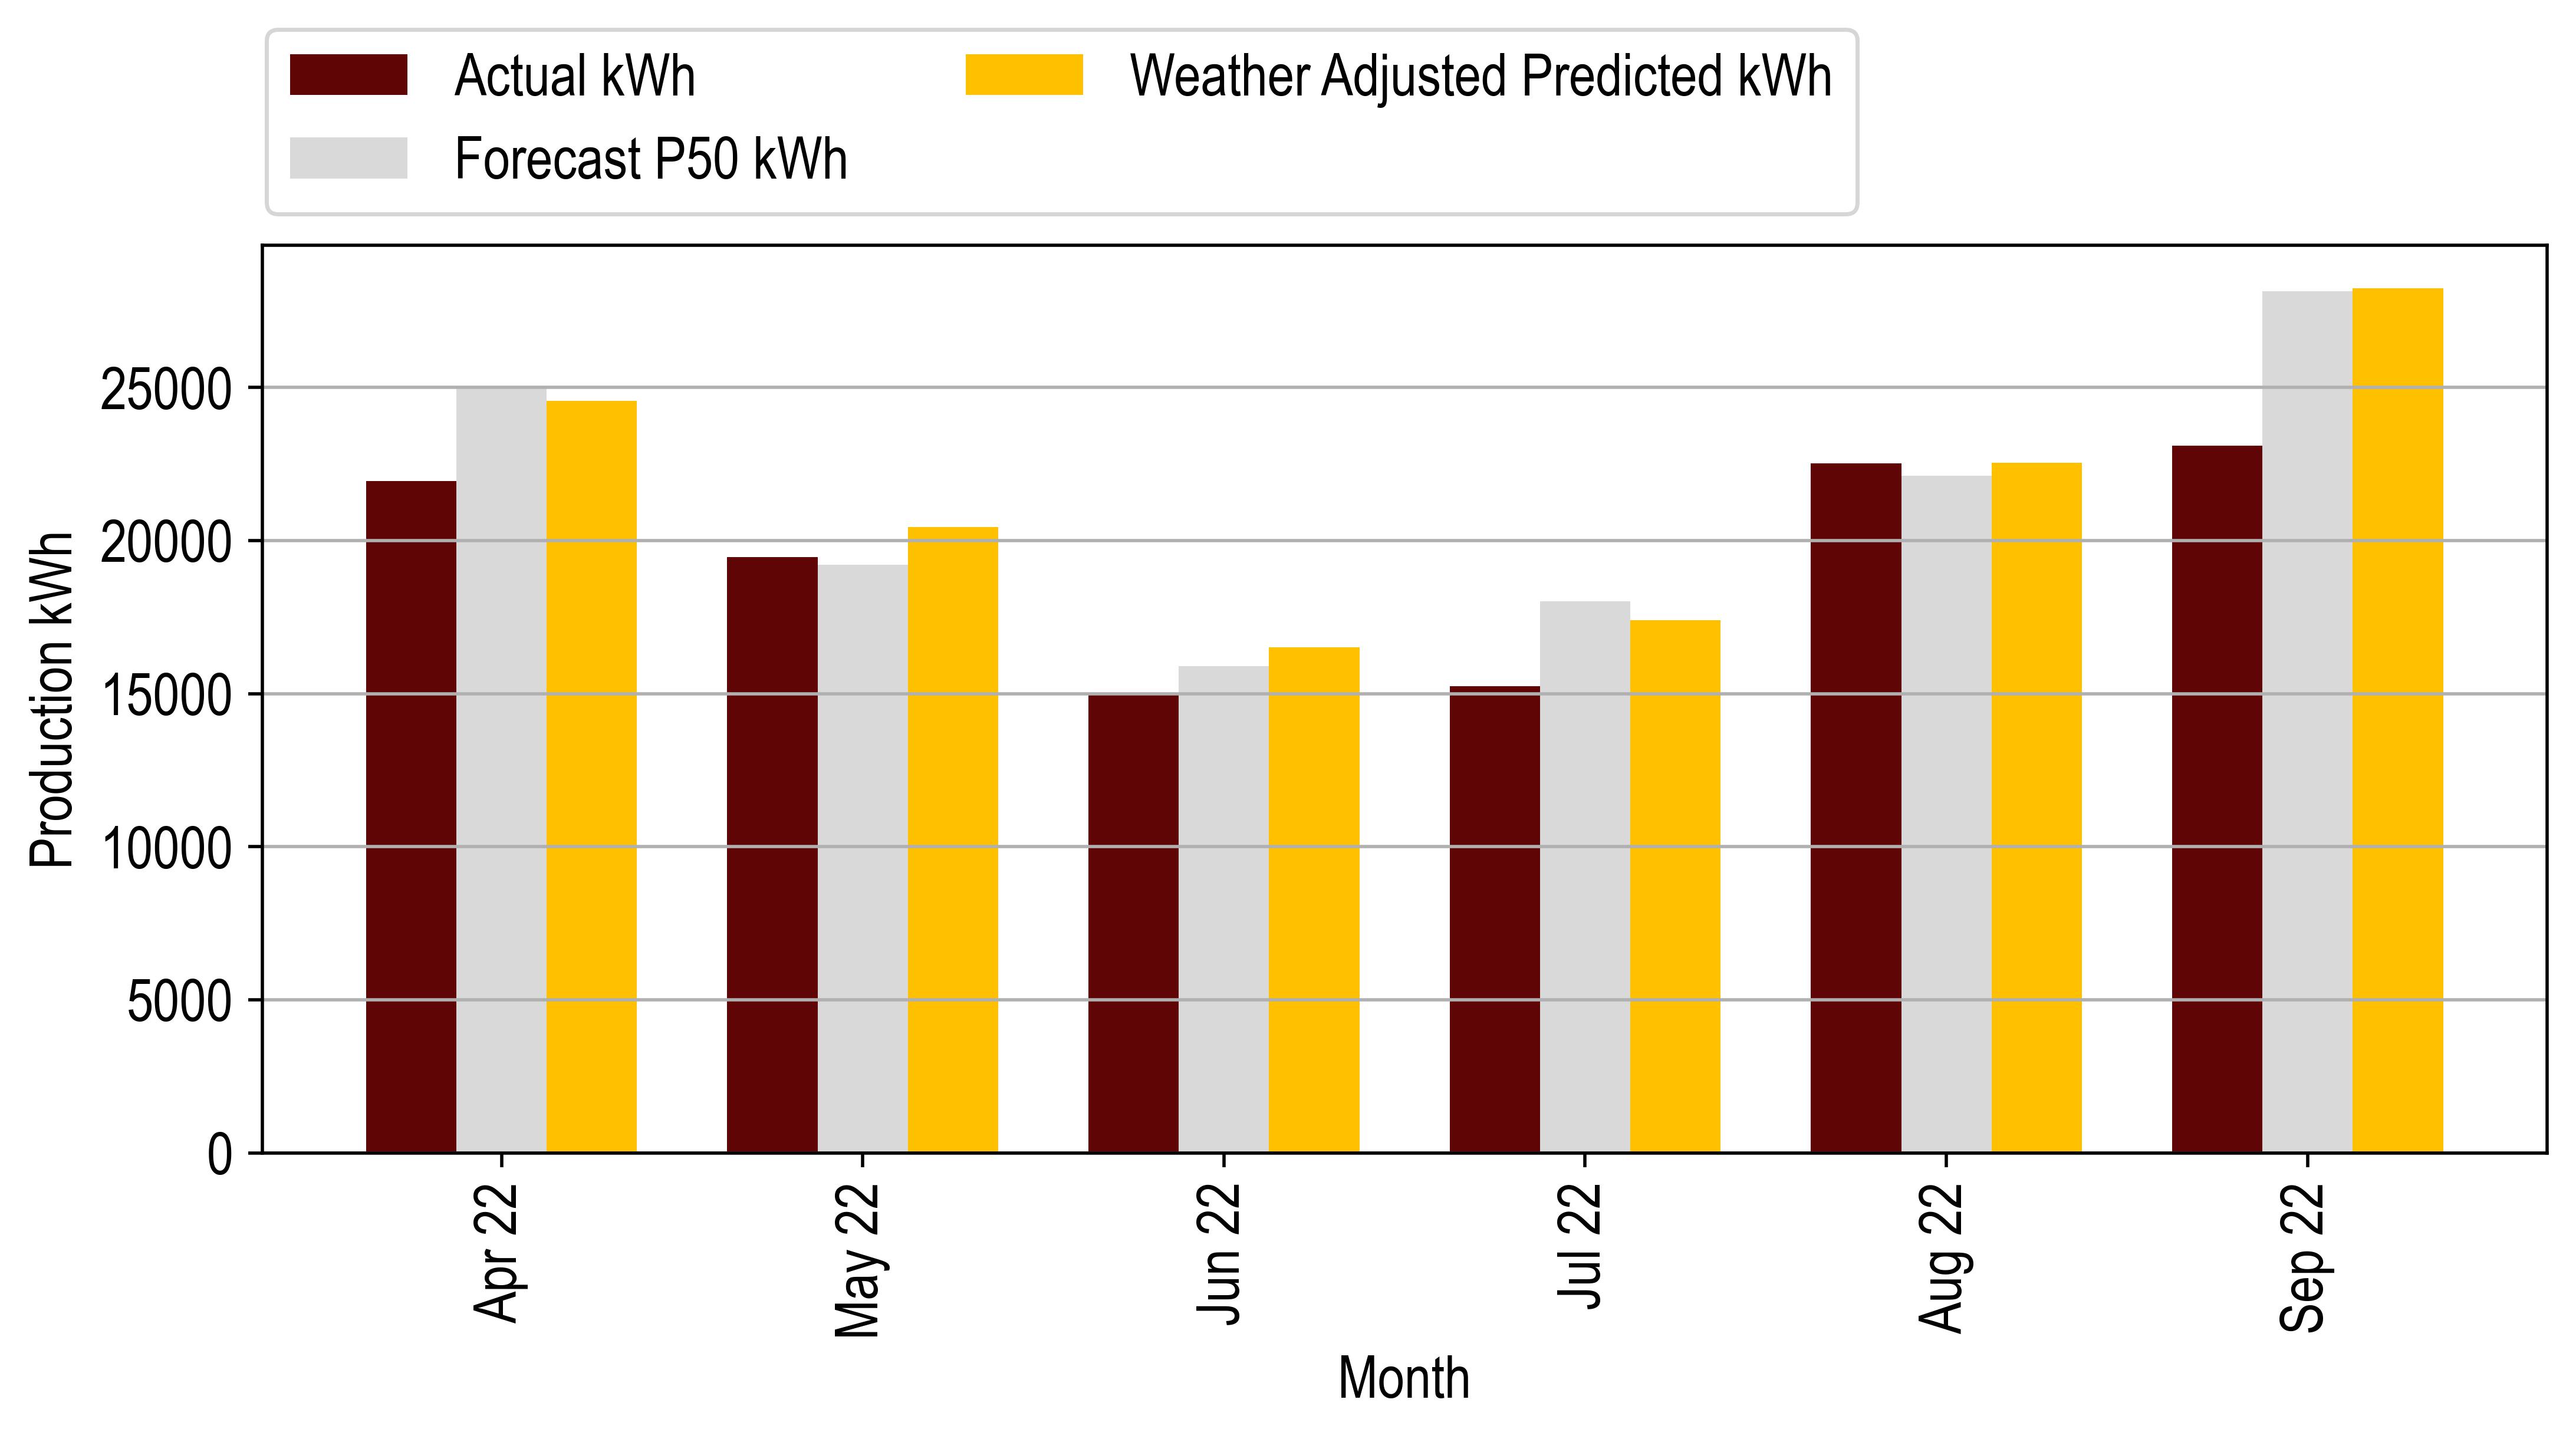 Actual kWh
Forecast P50 kWh
Weather Adjusted Predicted kWh
Production kWh
25000
20000
15000
10000
5000
0
Apr 22
May 22
Jun 22
Jul 22
Aug 22
Sep 22
Month